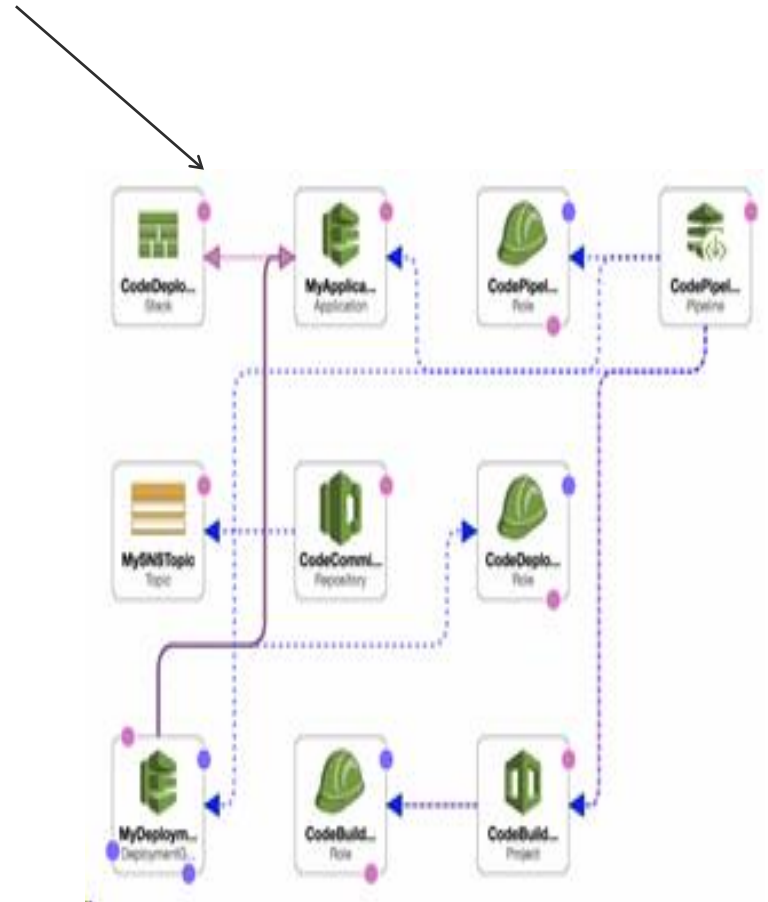 CodeDeplo...
Stack
MyApplica...
Application
CodePipel...
Role
CodePipel...
Pipeline
MySNSTopic
Topic
CodeCommi...
Repository
CodeDeplo...
Role
MyDeploym...
DeploymentG...
CodeBuild...
Role
CodeBuild...
Project